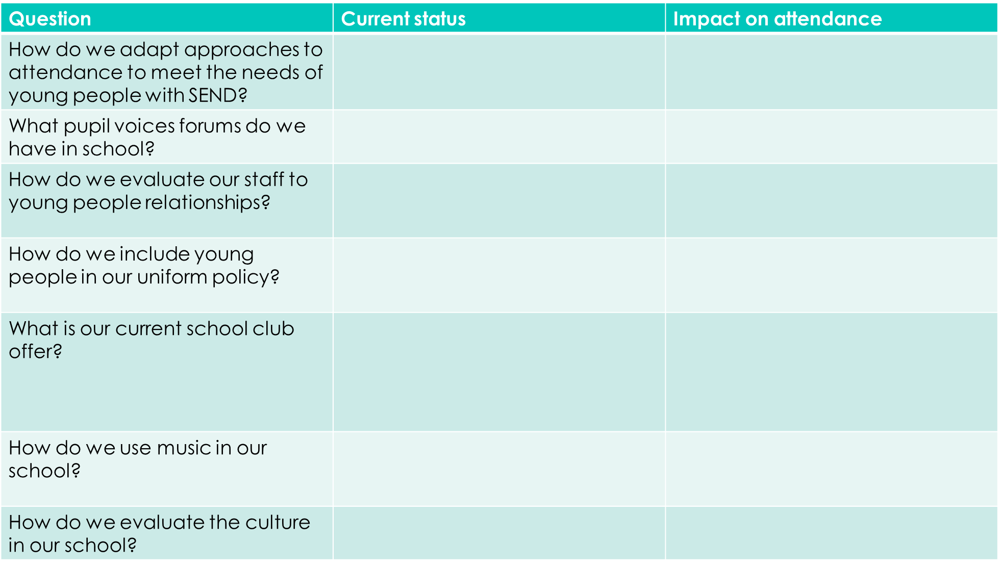 Question Current status Impact on attendance
How do we adapt approaches to
attendance to meet the needs of
young people with SEND?
What pupil voices forums do we
have in school?
How do we evaluate our staff to
young people relationships?
How do we include young
people in our uniform policy?
What is our current school club
offer?
How do we use music in our
school?
How do we evaluate the culture
in our school?